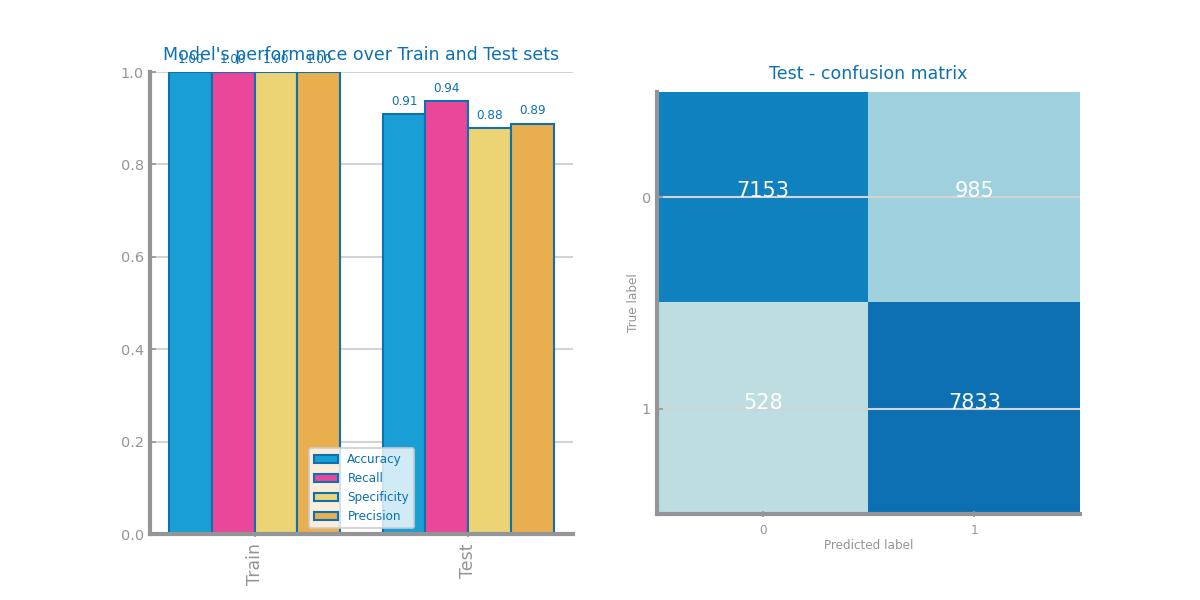 Model's performance over Train and Test sets
1.00 1.00 1.00 1.00
0.91 0.94 0.88 0.89
1.0
0.8
0.6
0.4
0.2
0.0
Accuracy
Recall
Specificity
Precision
Train
Test
Test - confusion matrix
7153 985
528 7833
0
1
True label
0 1
Predicted label